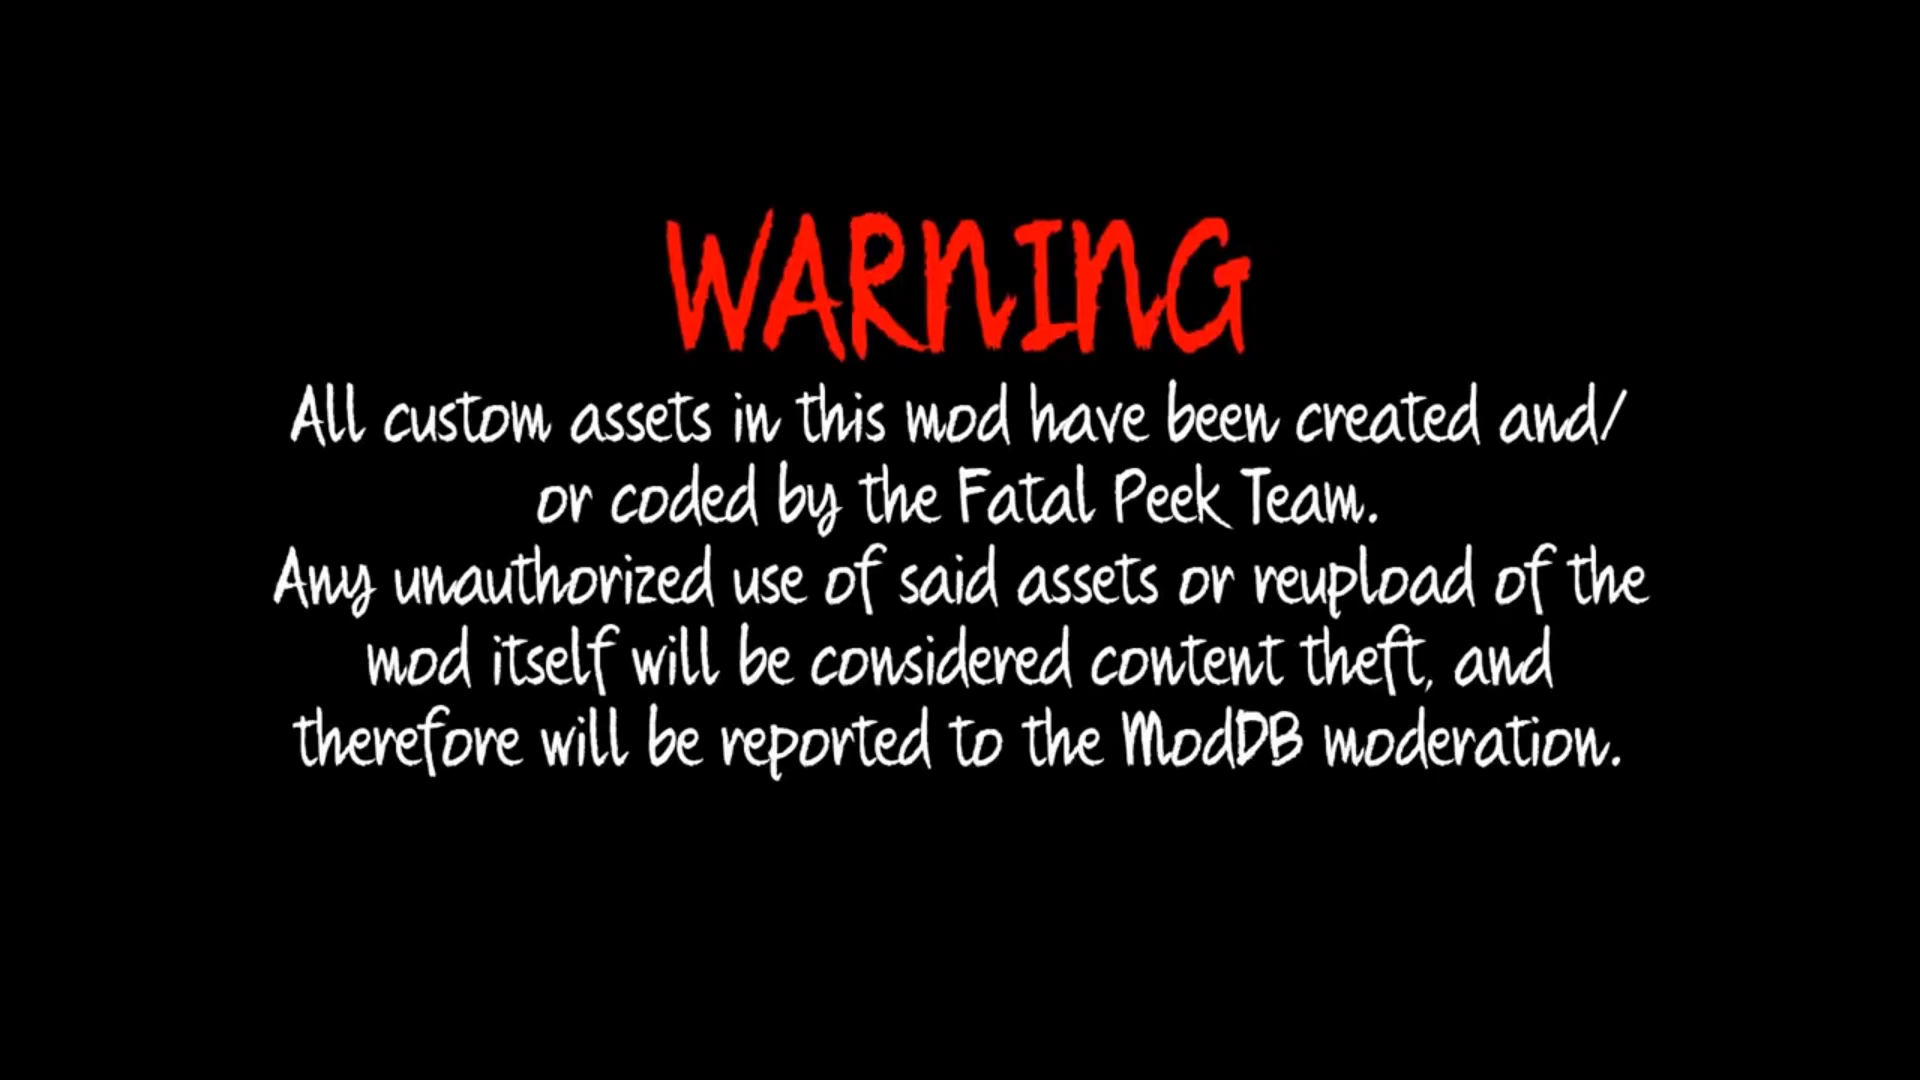 WARNING
All custom assets in this mod have been created and/
or coded by the Fatal Peek Team.
Any unauthorized use of said assets or reupload of the
mod itself will be considered content theft, and
therefore will be reported to the ModDB moderation.